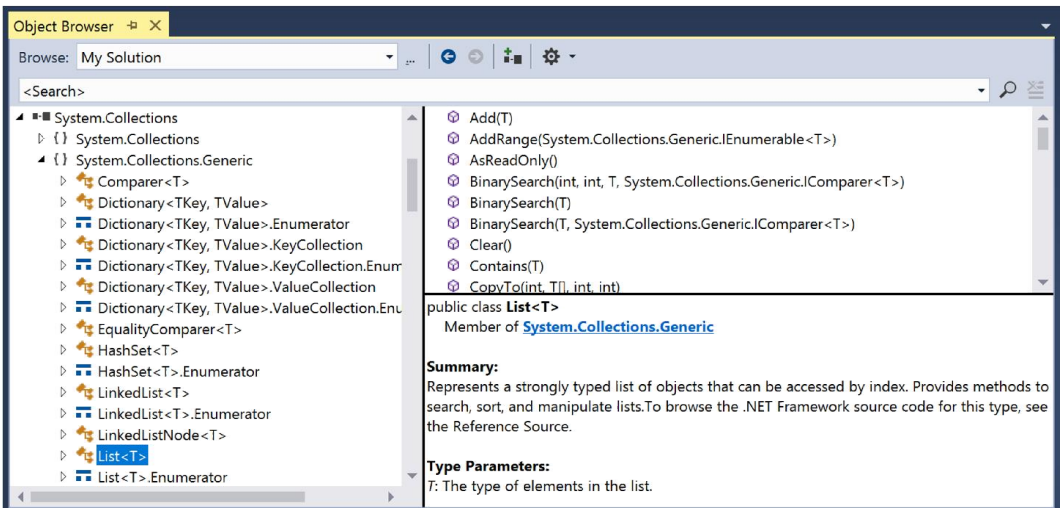 Object Browser
Browse: My Solution
...
<Search>
System.Collections
{ } System.Collections
{ } System.Collections.Generic
Comparer<T>
Dictionary<TKey, TValue>
Dictionary<TKey, TValue>.Enumerator
Dictionary<TKey, TValue>.KeyCollection
Dictionary<TKey, TValue>.KeyCollection.Enum
Dictionary<TKey, TValue>.ValueCollection
Dictionary<TKey, TValue>.ValueCollection.Enu
EqualityComparer<T>
HashSet<T>
HashSet<T>.Enumerator
LinkedList<T>
LinkedList<T>.Enumerator
LinkedListNode<T>
List<T>
List<T>.Enumerator
Add(T)
AddRange(System.Collections.Generic.IEnumerable<T>)
AsReadOnly()
BinarySearch(int, int, T, System.Collections.Generic.IComparer<T>)
BinarySearch(T)
BinarySearch(T, System.Collections.Generic.IComparer<T>)
Clear()
Contains(T)
CopyTo(int, T[], int, int)
public class List<T>
Member of System.Collections.Generic
Summary:
Represents a strongly typed list of objects that can be accessed by index. Provides methods to
search, sort, and manipulate lists.To browse the .NET Framework source code for this type, see
the Reference Source.
Type Parameters:
T: The type of elements in the list.